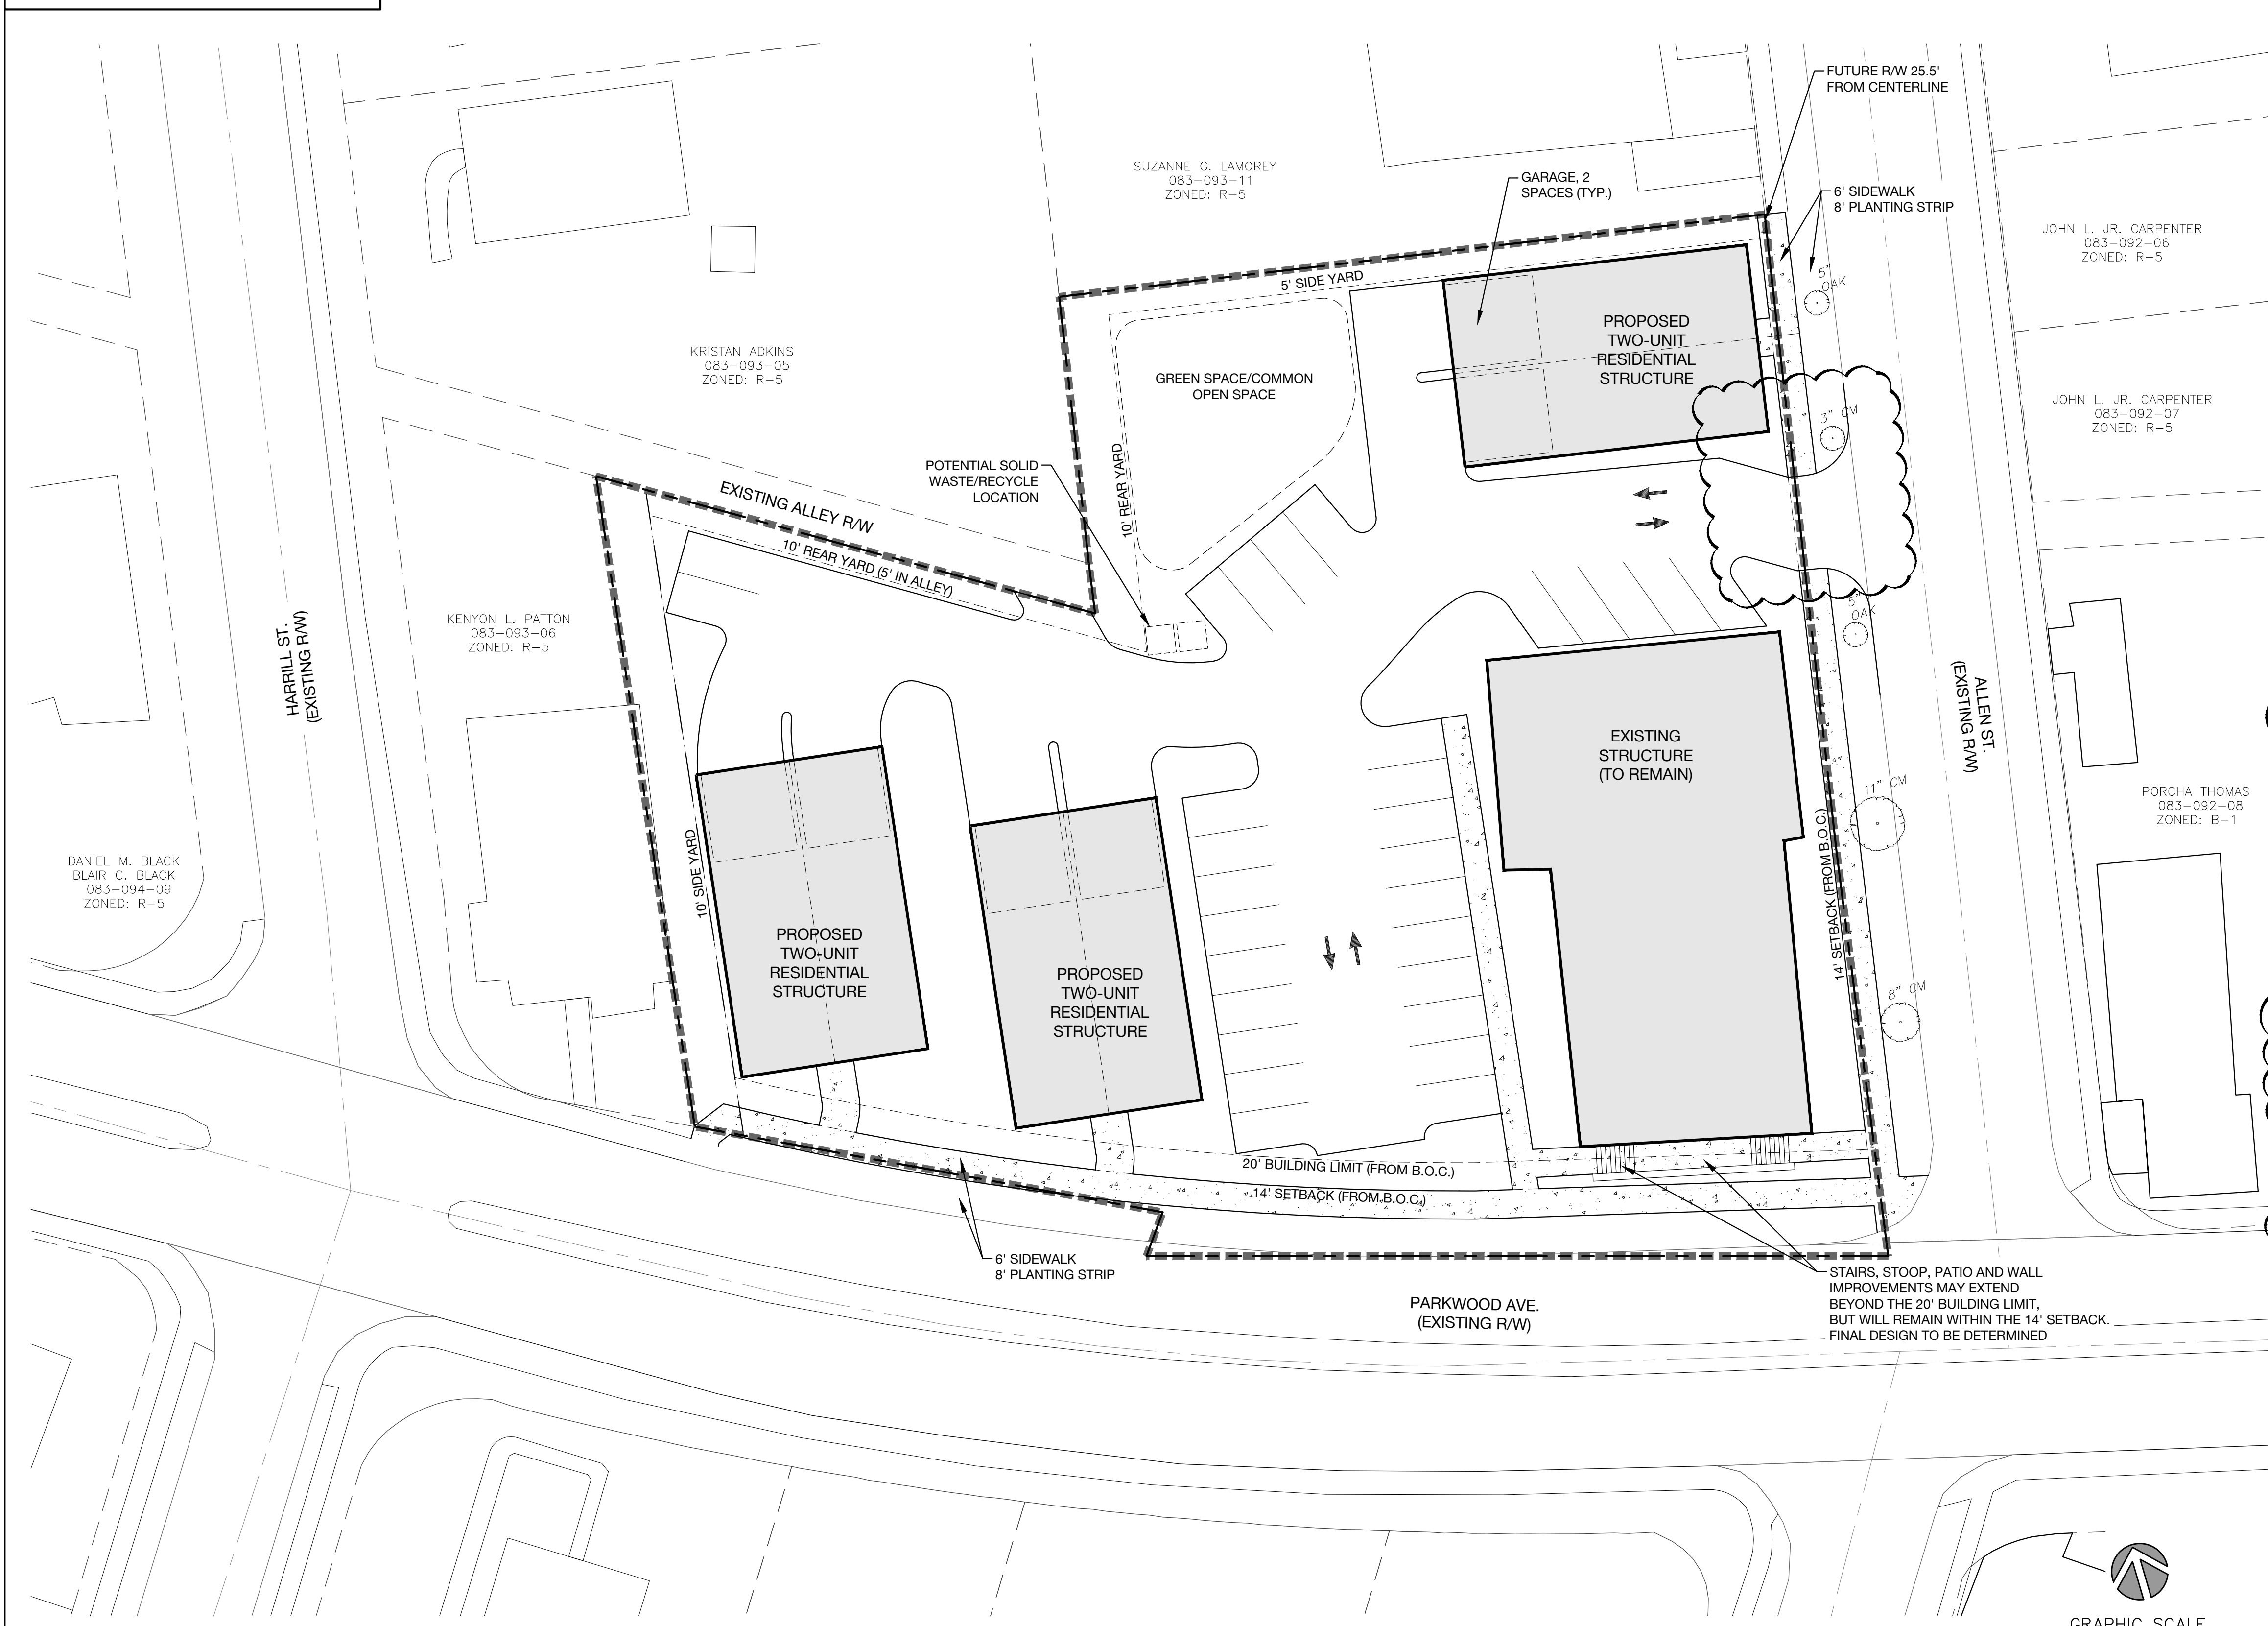 FUTURE R/W 25.5'
FROM CENTERLINE
SUZANNE G. LAMOREY
083-093-11
ZONED: R-5
GARAGE, 2
SPACES (TYP.)
6' SIDEWALK
8' PLANTING STRIP
JOHN L. JR. CARPENTER
083-092-06
ZONED: R-5
5' SIDE YARD
5"
OAK
PROPOSED
TWO-UNIT
RESIDENTIAL
STRUCTURE
KRISTAN ADKINS
083-093-05
ZONED: R-5
GREEN SPACE/COMMON
OPEN SPACE
JOHN L. JR. CARPENTER
083-092-07
ZONED: R-5
3" CM
10' REAR YARD
POTENTIAL SOLID
WASTE/RECYCLE
LOCATION
EXISTING ALLEY R/W
10' REAR YARD (5' IN ALLEY)
KENYON L. PATTON
083-093-06
ZONED: R-5
HARRILL ST.
(EXISTING R/W)
5"
OAK
ALLEN ST.
(EXISTING R/W)
EXISTING
STRUCTURE
(TO REMAIN)
11" CM
PORCHA THOMAS
083-092-08
ZONED: B-1
DANIEL M. BLACK
BLAIR C. BLACK
083-094-09
ZONED: R-5
10' SIDE YARD
14' SETBACK (FROM B.O.C.)
PROPOSED
TWO-UNIT
RESIDENTIAL
STRUCTURE
PROPOSED
TWO-UNIT
RESIDENTIAL
STRUCTURE
8" CM
20' BUILDING LIMIT (FROM B.O.C.)
14' SETBACK (FROM B.O.C.)
6' SIDEWALK
8' PLANTING STRIP
PARKWOOD AVE.
(EXISTING R/W)
STAIRS, STOOP, PATIO AND WALL
IMPROVEMENTS MAY EXTEND
BEYOND THE 20' BUILDING LIMIT,
BUT WILL REMAIN WITHIN THE 14' SETBACK.
FINAL DESIGN TO BE DETERMINED
GRAPHIC SCALE